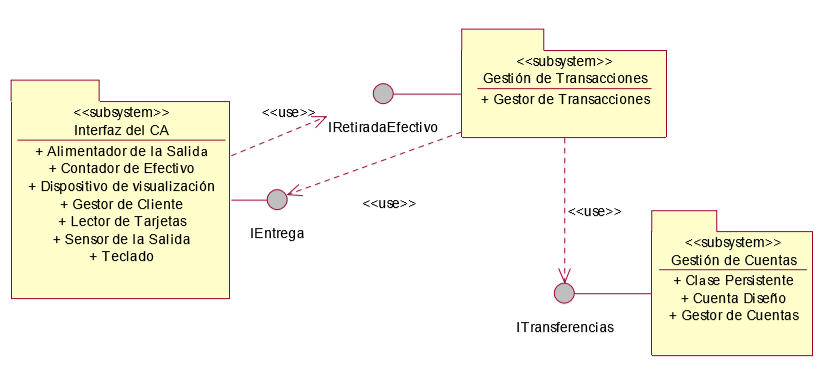 <<subsystem>>
Interfaz del CA
+ Alimentador de la Salida
+ Contador de Efectivo
+ Dispositivo de visualización
+ Gestor de Cliente
+ Lector de Tarjetas
+ Sensor de la Salida
+ Teclado
<<use>>
IRetiradaEfectivo
<<subsystem>>
Gestión de Transacciones
+ Gestor de Transacciones
IEntrega
<<use>>
<<use>>
ITransferencias
<<subsystem>>
Gestión de Cuentas
+ Clase Persistente
+ Cuenta Diseño
+ Gestor de Cuentas